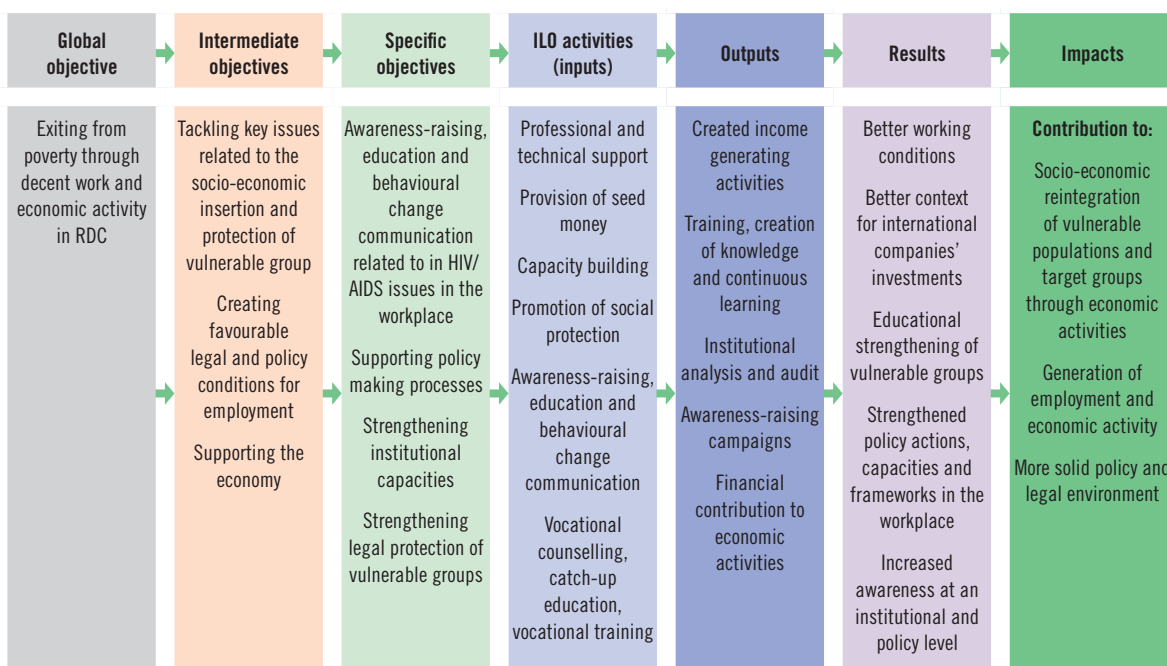 Global
objective
Intermediate
objectives
Specific
objectives
ILO activities
(inputs)
Outputs
Results
Impacts
Exiting from
poverty through
decent work and
economic activity
in RDC
Tackling key issues
related to the
socio-economic
insertion and
protection of
vulnerable group
Creating
favourable
legal and policy
conditions for
employment
Supporting the
economy
Awareness-raising,
education and
behavioural
change
communication
related to in HIV/
AIDS issues in the
workplace
Supporting policy
making processes
Strengthening
institutional
capacities
Strengthening
legal protection of
vulnerable groups
Professional and
technical support
Provision of seed
money
Capacity building
Promotion of social
protection
Awareness-raising,
education and
behavioural
change
communication
Vocational
counselling,
catch-up
education,
vocational training
Created income
generating
activities
Training, creation
of knowledge
and continuous
learning
Institutional
analysis and audit
Awareness-raising
campaigns
Financial
contribution to
economic
activities
Better working
conditions
Better context
for international
companies’
investments
Educational
strengthening of
vulnerable groups
Strengthened
policy actions,
capacities and
frameworks in the
workplace
Increased
awareness at an
institutional and
policy level
Contribution to:
Socio-economic
reintegration
of vulnerable
populations and
target groups
through economic
activities
Generation of
employment and
economic activity
More solid policy and
legal environment